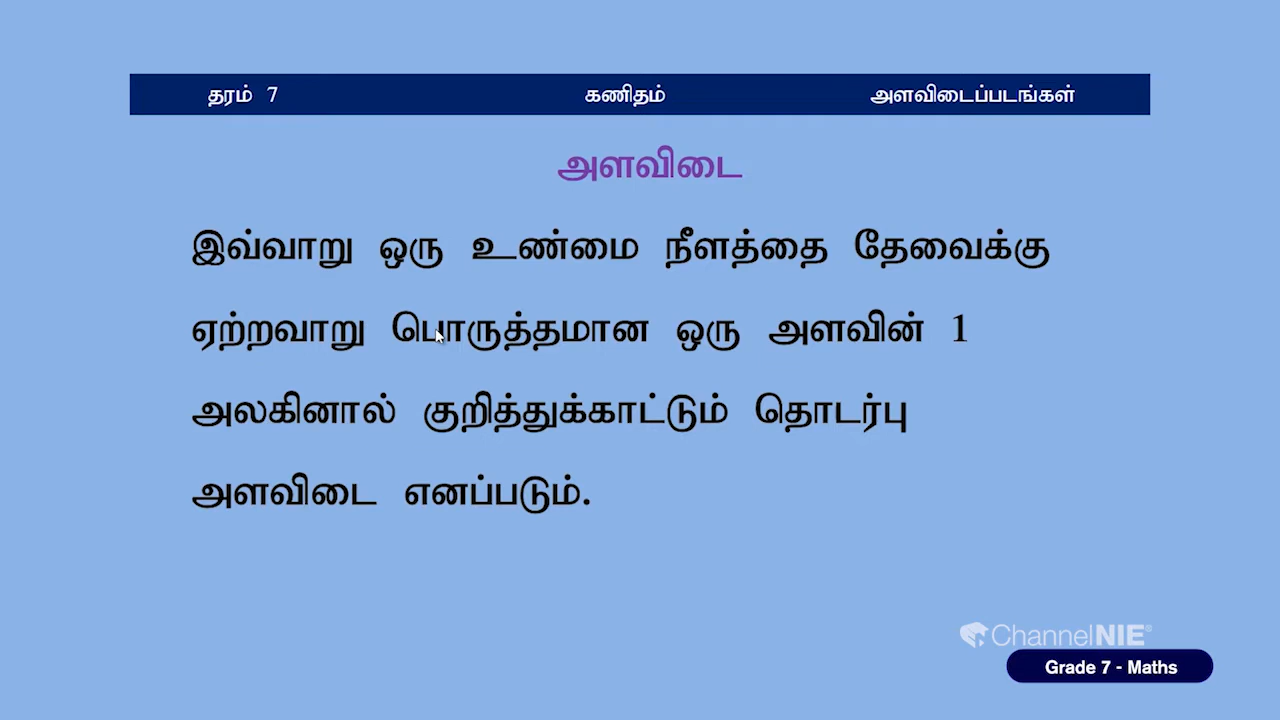 தரம் 7 கணிதம் அளவிடைப்படங்கள்
அளவிடை
இவ்வாறு ஒரு உண்மை நீளத்தை தேவைக்கு
ஏற்றவாறு பொருத்தமான ஒரு அளவின் 1
அலகினால் குறித்துக்காட்டும் தொடர்பு
அளவிடை எனப்படும்.
ChannelNIE®
Grade 7 - Maths